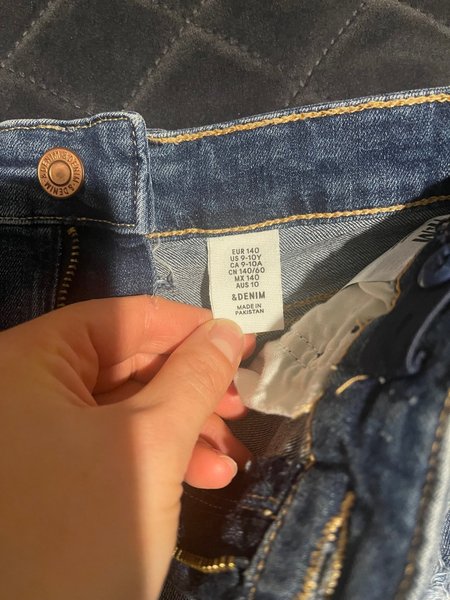 &DENIM
EUR 140
US 9-10Y
CA 9-10A
CN 140/60
MX 140
AUS 10
&DENIM
MADE IN
PAKISTAN